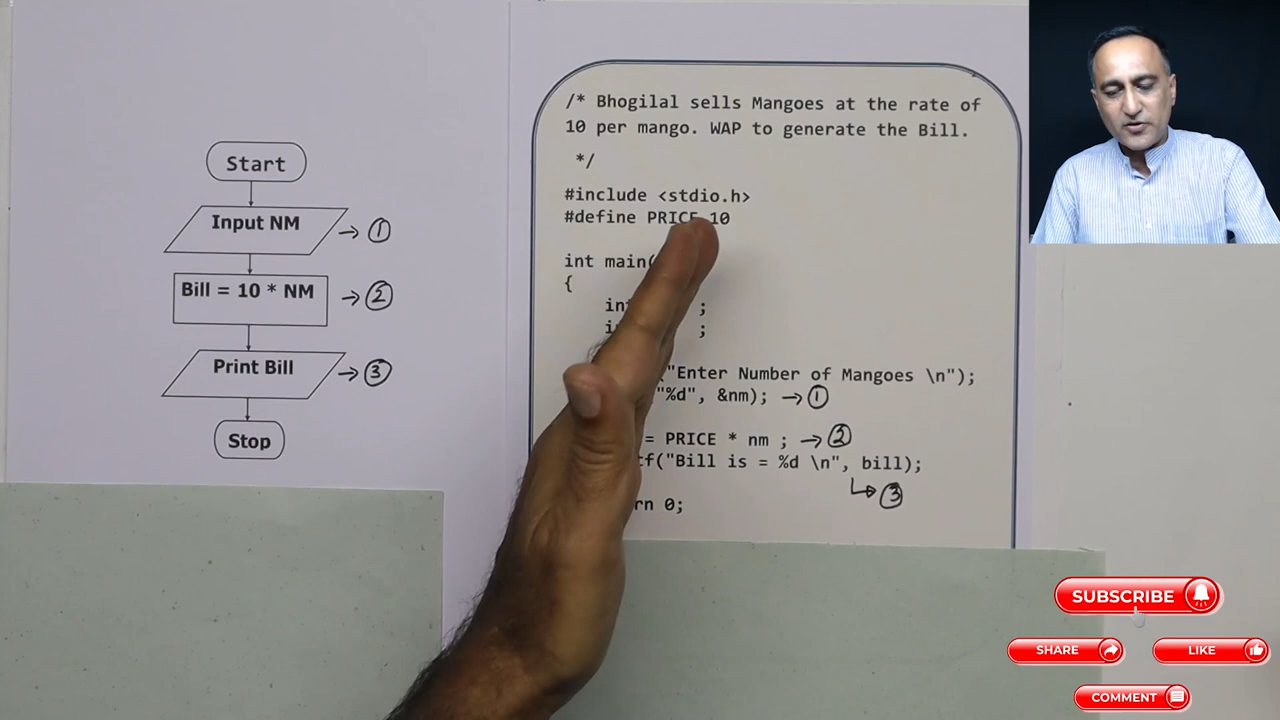 Start
Input NM
→ ①
Bill = 10 * NM
→ ②
Print Bill
→ ③
Stop
/* Bhogilal sells Mangoes at the rate of
10 per mango. WAP to generate the Bill.
*/
#include <stdio.h>
#define PRICE 10
int main(
{
;
;
("Enter Number of Mangoes \n");
"%d", &nm); → ①
= PRICE * nm ; → ②
tf("Bill is = %d \n", bill);
↳ ③
rn 0;
SUBSCRIBE
SHARE
LIKE
COMMENT